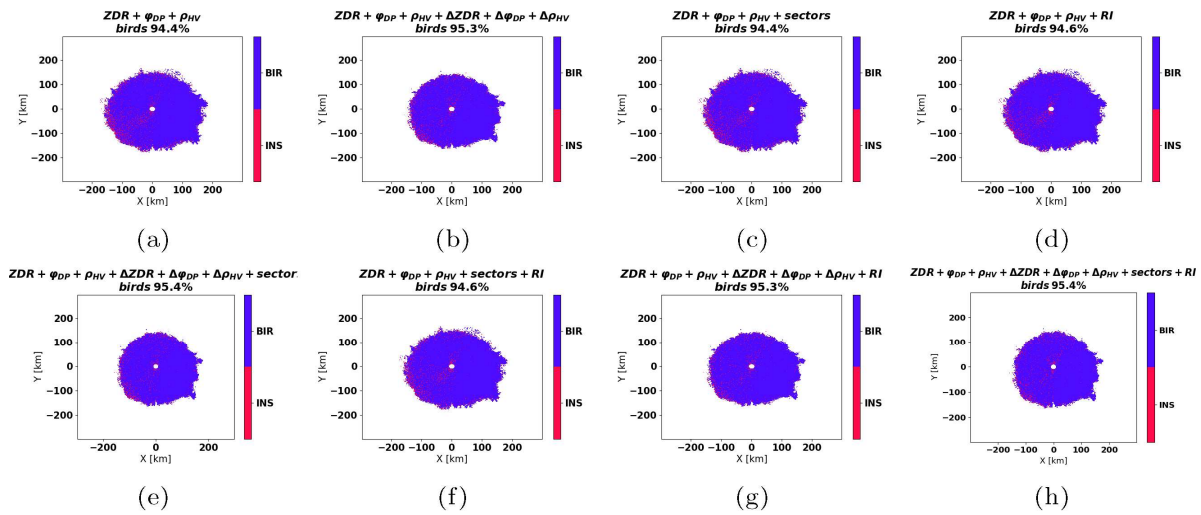 ZDR + φDP + ρHV
birds 94.4%
Y [km]
200
100
0
−100
−200
−200 −100 0 100 200
X [km]
BIR
INS
(a)
ZDR + φDP + ρHV + ΔZDR + ΔφDP + ΔρHV
birds 95.3%
Y [km]
200
100
0
−100
−200
−200 −100 0 100 200
X [km]
BIR
INS
(b)
ZDR + φDP + ρHV + sectors
birds 94.4%
Y [km]
200
100
0
−100
−200
−200 −100 0 100 200
X [km]
BIR
INS
(c)
ZDR + φDP + ρHV + RI
birds 94.6%
Y [km]
200
100
0
−100
−200
−200 −100 0 100 200
X [km]
BIR
INS
(d)
ZDR + φDP + ρHV + ΔZDR + ΔφDP + ΔρHV + sector
birds 95.4%
Y [km]
200
100
0
−100
−200
−200 0 200
X [km]
BIR
INS
(e)
ZDR + φDP + ρHV + sectors + RI
birds 94.6%
Y [km]
200
100
0
−100
−200
−200 −100 0 100 200
X [km]
BIR
INS
(f)
ZDR + φDP + ρHV + ΔZDR + ΔφDP + ΔρHV + RI
birds 95.3%
Y [km]
200
100
0
−100
−200
−200 −100 0 100 200
X [km]
BIR
INS
(g)
ZDR + φDP + ρHV + ΔZDR + ΔφDP + ΔρHV + sectors + RI
birds 95.4%
Y [km]
200
100
0
−100
−200
−200 −100 0 100 200
X [km]
BIR
INS
(h)